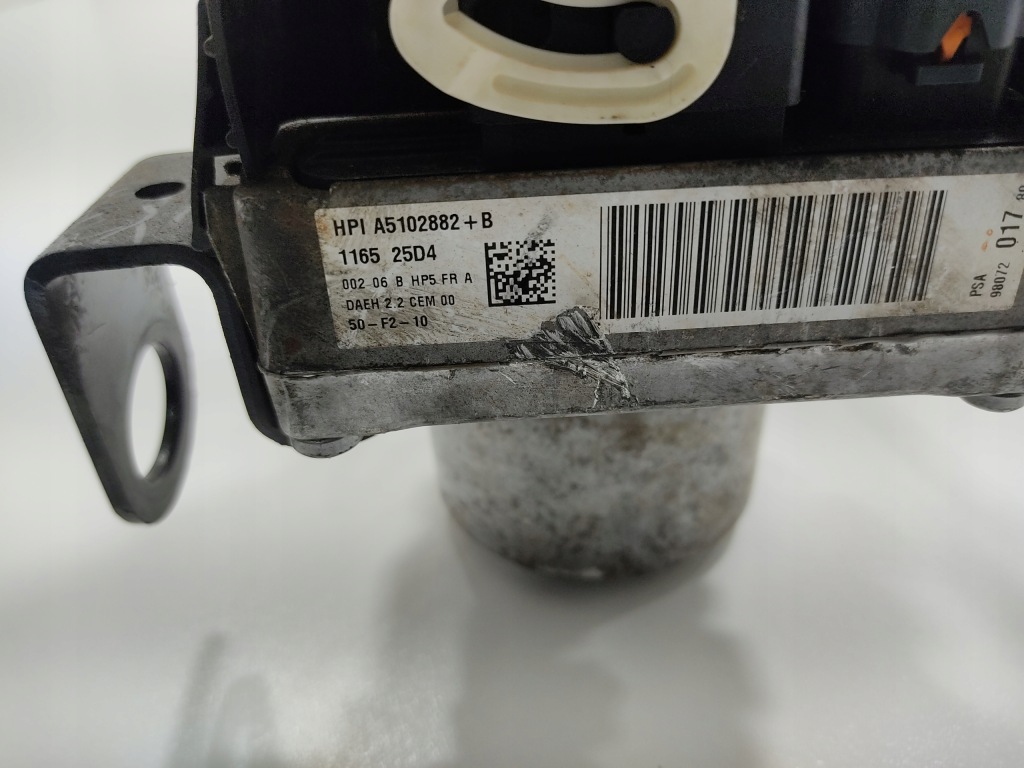 HPI A5102882+B
1165 25D4
002 06 B HP5 FR A
DAEH 2.2 CEM 00
50-F2-10
PSA
98072 017